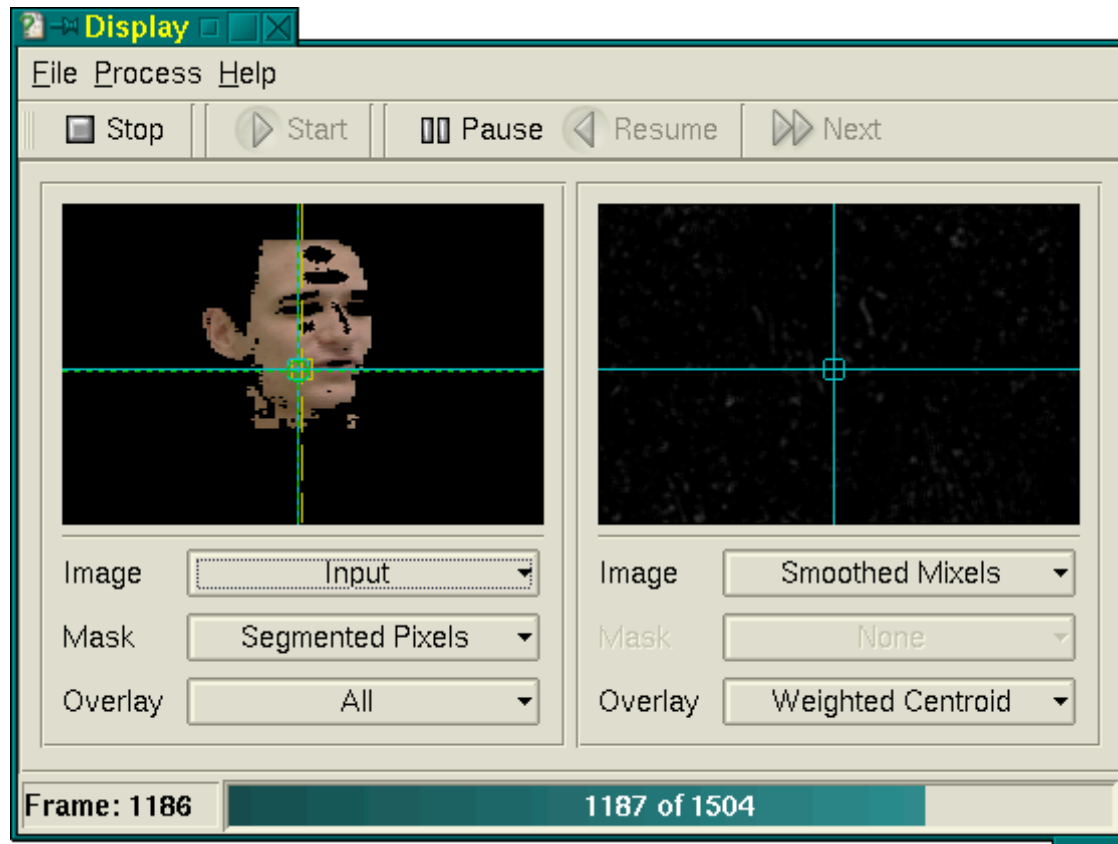 Display
File Process Help
Stop Start Pause Resume Next
Image Input
Mask Segmented Pixels
Overlay All
Image Smoothed Mixels
Mask None
Overlay Weighted Centroid
Frame: 1186 1187 of 1504